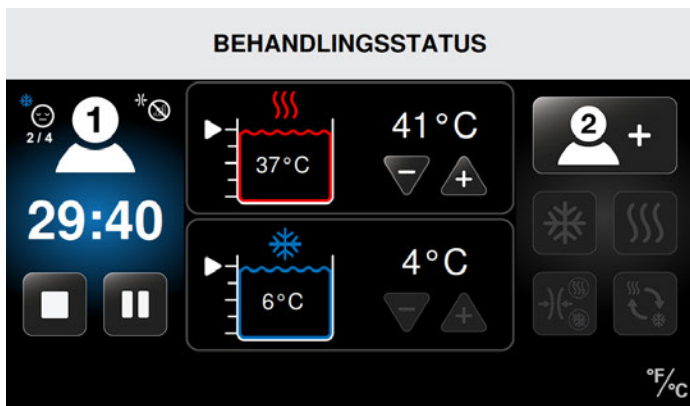 BEHANDLINGSSTATUS
2/4
1
29:40
37°C
41°C
−
+
6°C
4°C
−
+
2 +
°F/°C